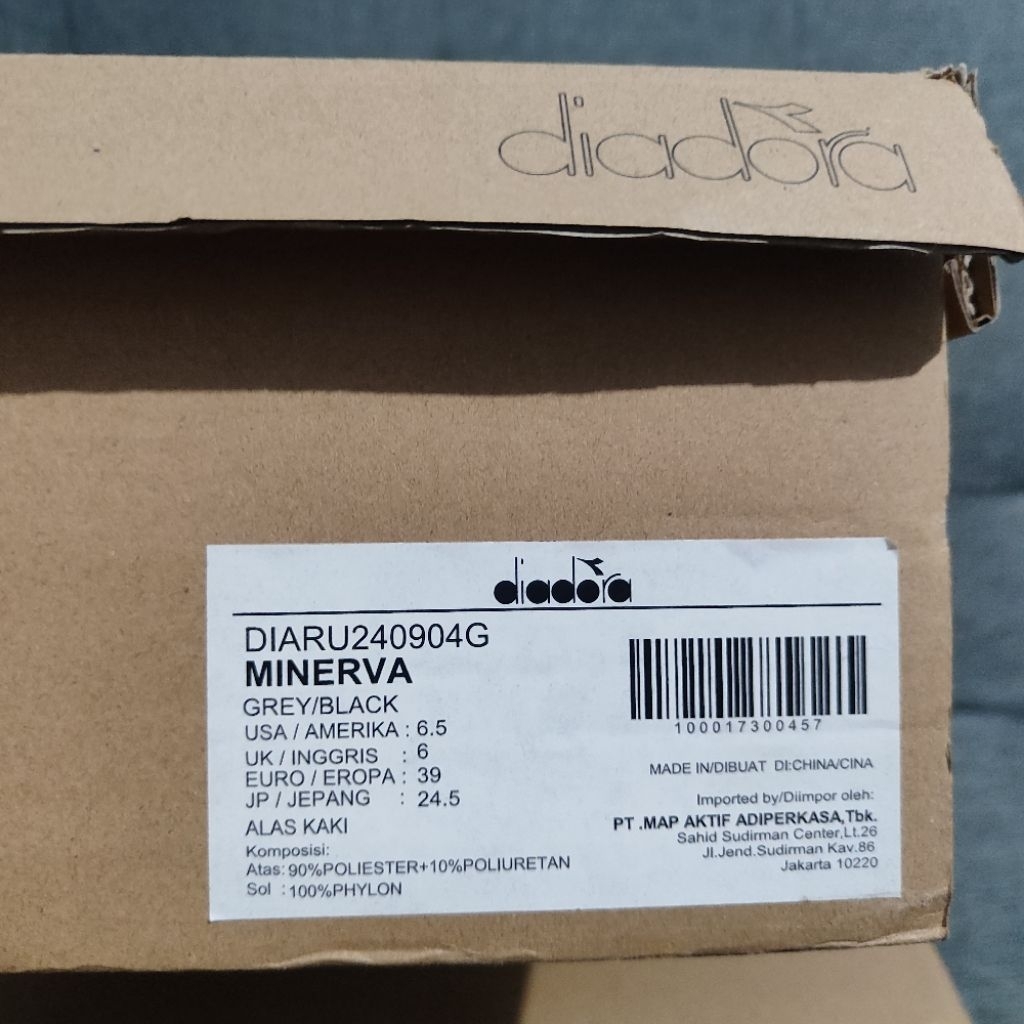 diadora
diadora
DIARU240904G
MINERVA
GREY/BLACK
USA / AMERIKA : 6.5
UK / INGGRIS : 6
EURO / EROPA : 39
JP / JEPANG : 24.5
ALAS KAKI
Komposisi:
Atas: 90%POLIESTER+10%POLIURETAN
Sol : 100%PHYLON
100017300457
MADE IN/DIBUAT DI:CHINA/CINA
Imported by/Diimpor oleh:
PT .MAP AKTIF ADIPERKASA,Tbk.
Sahid Sudirman Center,Lt.26
Jl.Jend.Sudirman Kav.86
Jakarta 10220